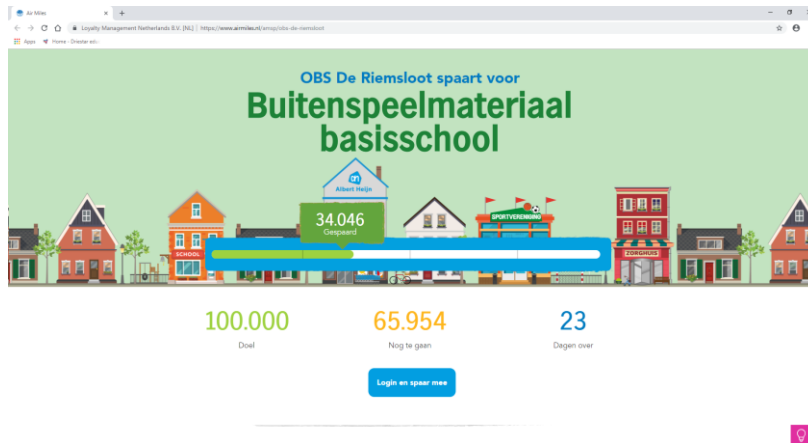 Air Miles
Loyalty Management Netherlands B.V. [NL] | https://www.airmiles.nl/amsp/obs-de-riemsloot
Apps
OBS De Riemsloot spaart voor
Buitenspeelmateriaal
basisschool
Albert Heijn
34.046
Gespaard
SPORTVERENIGING
SCHOOL
ZORGHUIS
100.000
65.954
23
Doel
Nog te gaan
Dagen over
Login en spaar mee